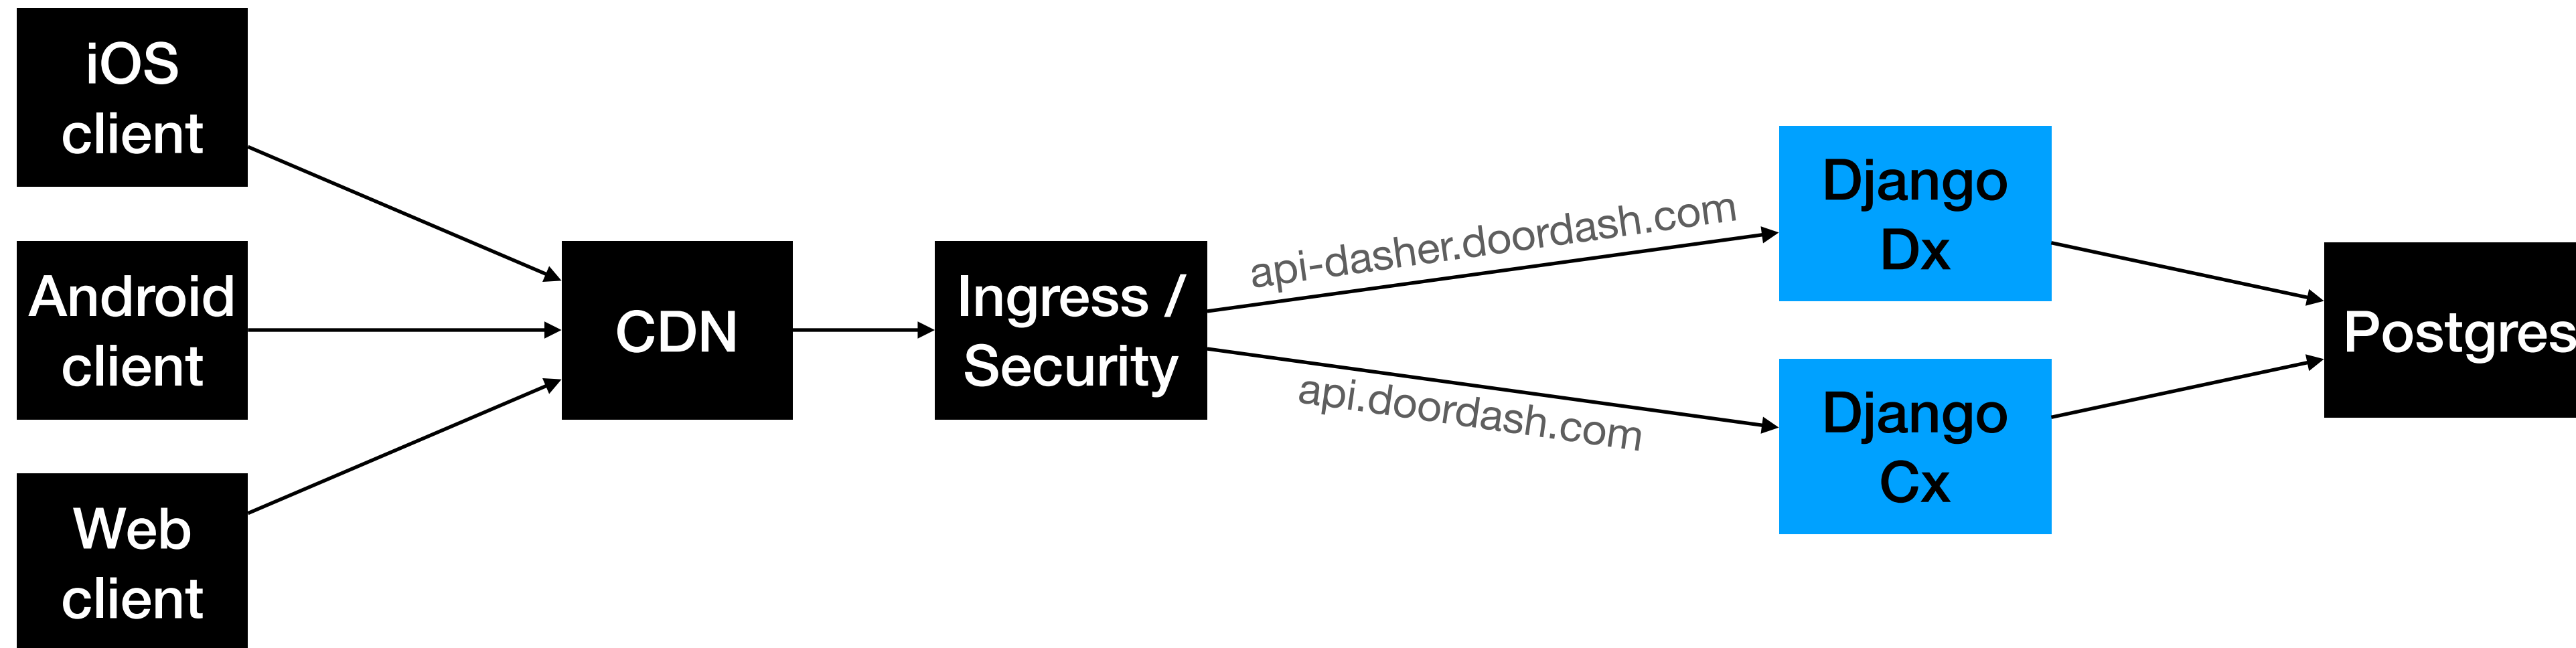 iOS
client
Android
client
Web
client
CDN
Ingress /
Security
api-dasher.doordash.com
api.doordash.com
Django
Dx
Django
Cx
Postgres